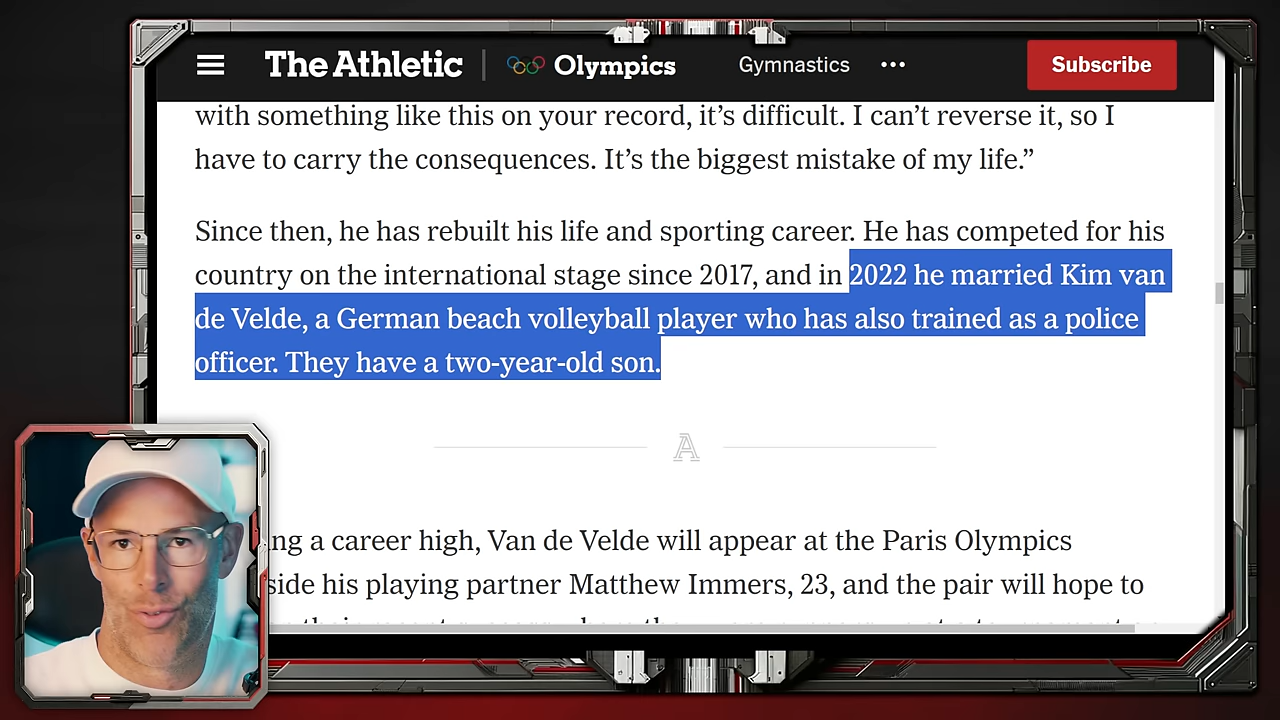 The Athletic
Olympics
Gymnastics
Subscribe
with something like this on your record, it’s difficult. I can’t reverse it, so I
have to carry the consequences. It’s the biggest mistake of my life.”
Since then, he has rebuilt his life and sporting career. He has competed for his
country on the international stage since 2017, and in 2022 he married Kim van
de Velde, a German beach volleyball player who has also trained as a police
officer. They have a two-year-old son.
A
ng a career high, Van de Velde will appear at the Paris Olympics
side his playing partner Matthew Immers, 23, and the pair will hope to